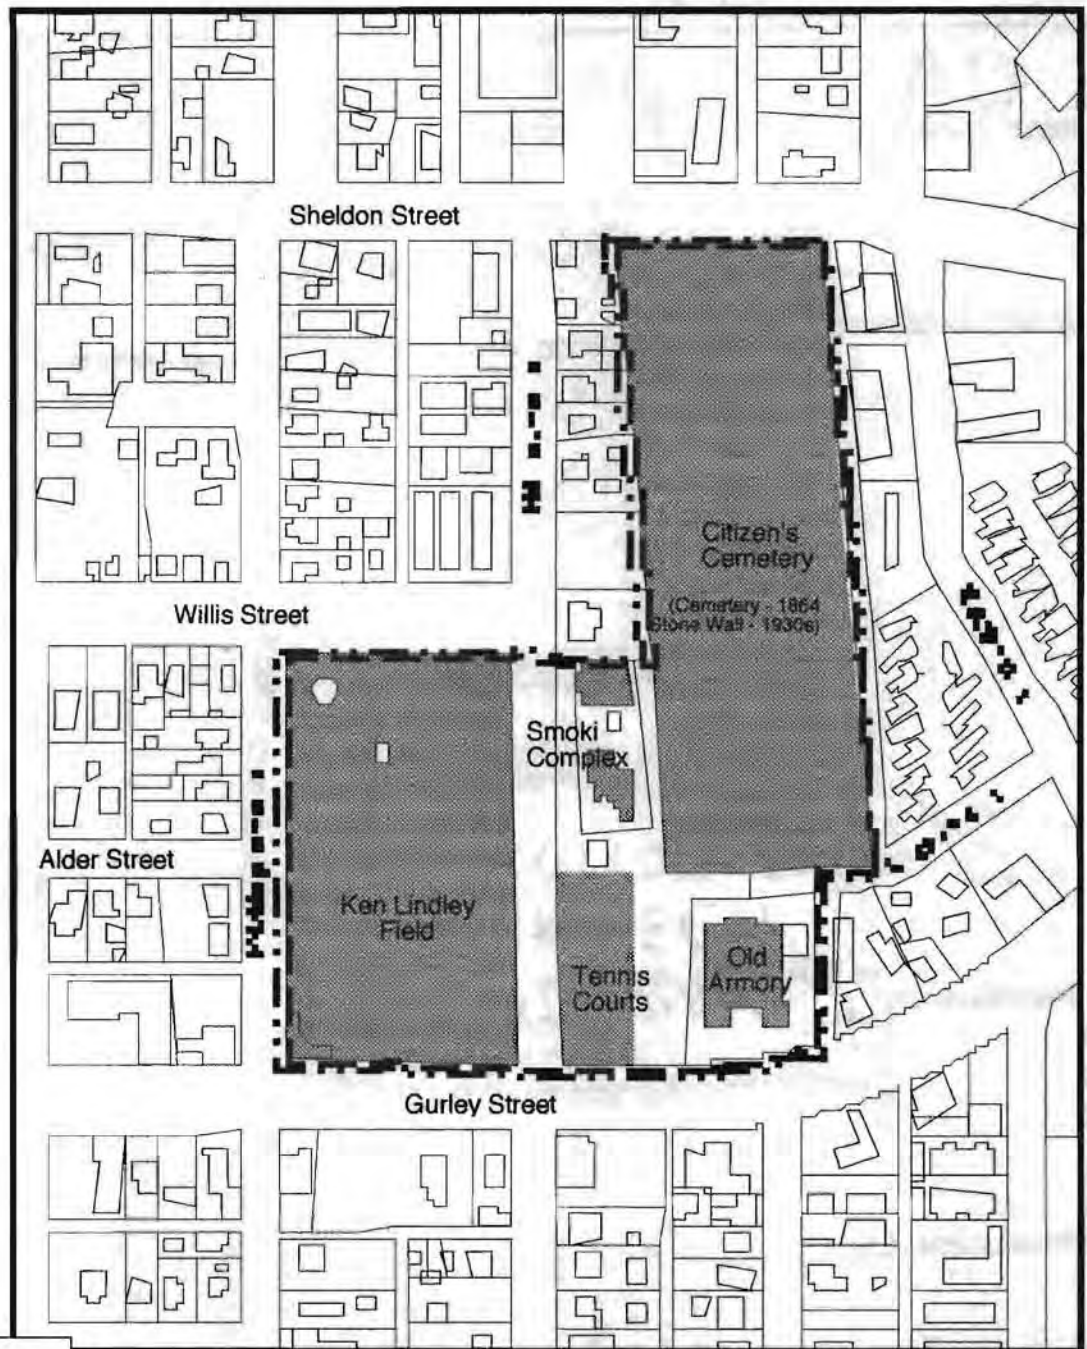 Sheldon Street
Citizen's
Cemetery
(Cemetery - 1864
Stone Wall - 1930s)
Willis Street
Smoki
Complex
Alder Street
Ken Lindley
Field
Tennis
Courts
Old
Armory
Gurley Street